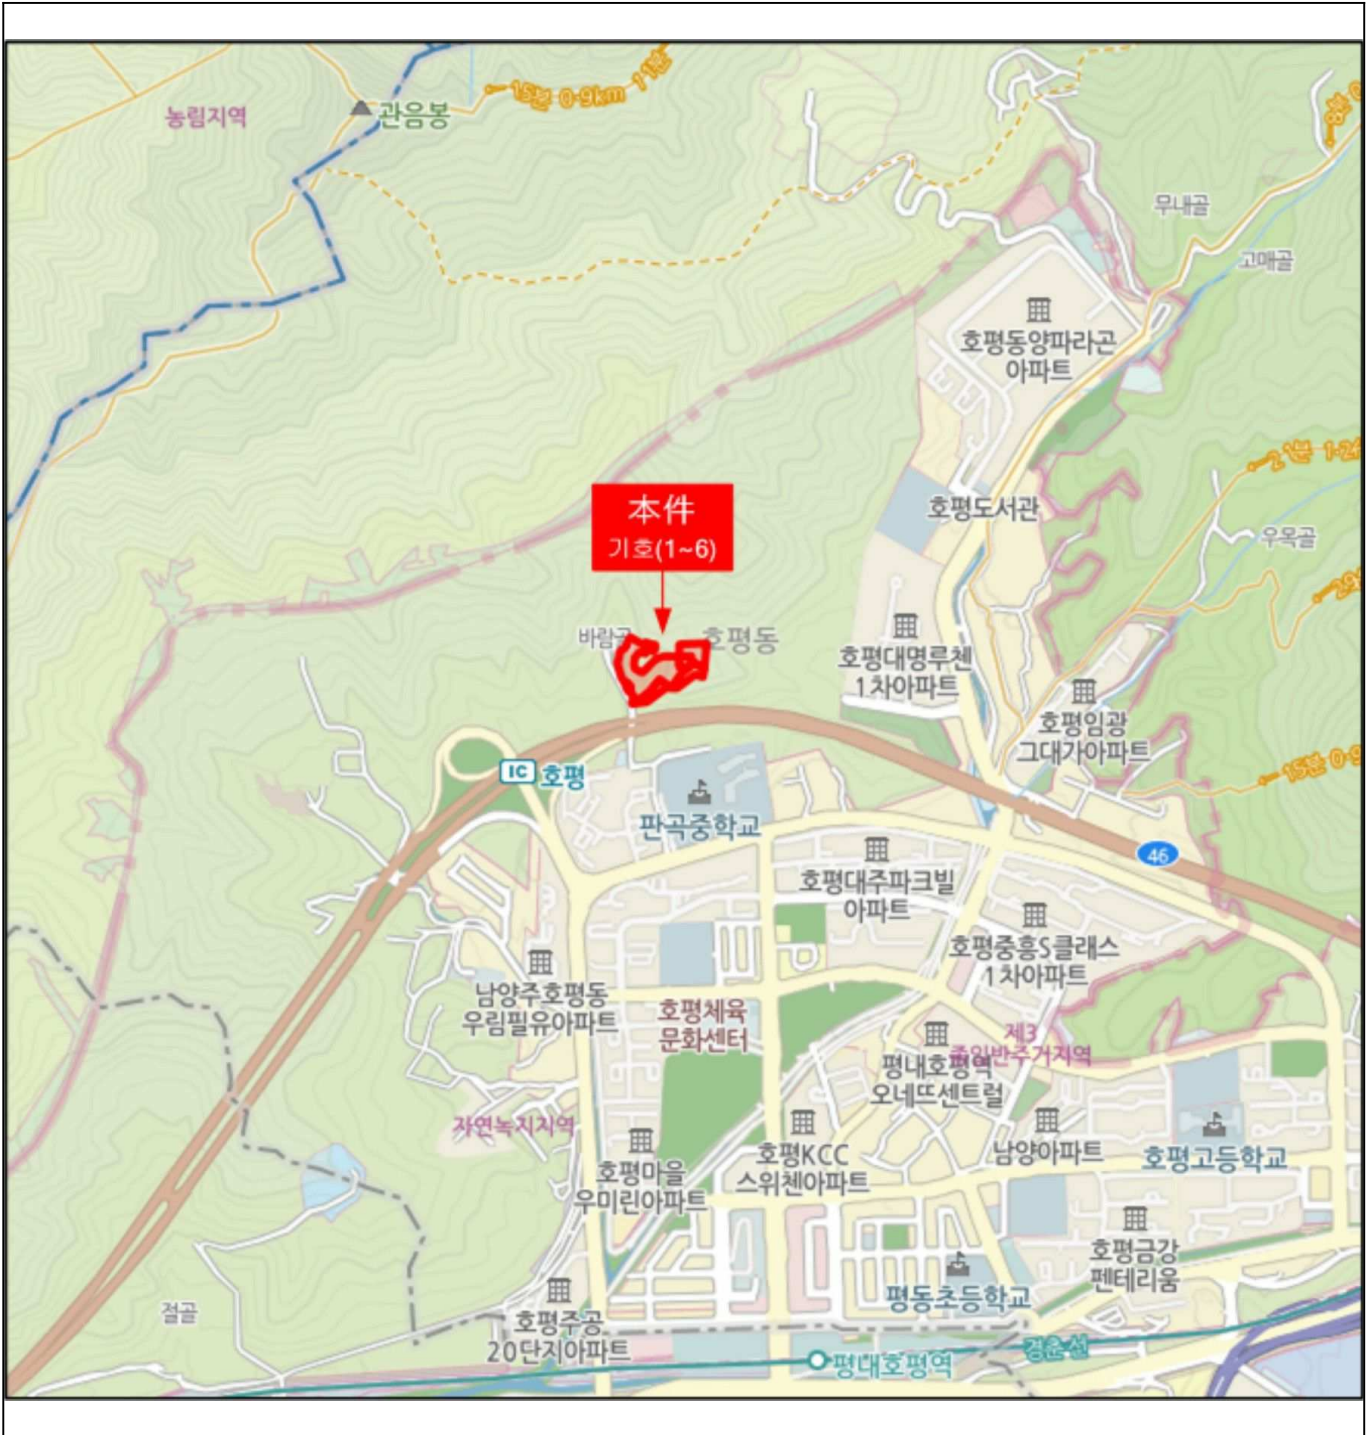 15분 0.9km 11분
관음봉
농림지역
무내골
고매골
호평동양파라곤
아파트
호평도서관
本件
기호(1~6)
우목골
바람골
호평동
호평대명루첸
1차아파트
호평임광
그대가아파트
IC 호평
판곡중학교
46
호평대주파크빌
아파트
호평중흥S클래스
1차아파트
남양주호평동
우림필유아파트
호평체육
문화센터
제3
종일반주거지역
평내호평역
오네뜨센트럴
자연녹지지역
호평마을
우미린아파트
호평KCC
스위첸아파트
남양아파트
호평고등학교
호평금강
펜테리움
평동초등학교
절골
호평주공
20단지아파트
평내호평역
경춘선